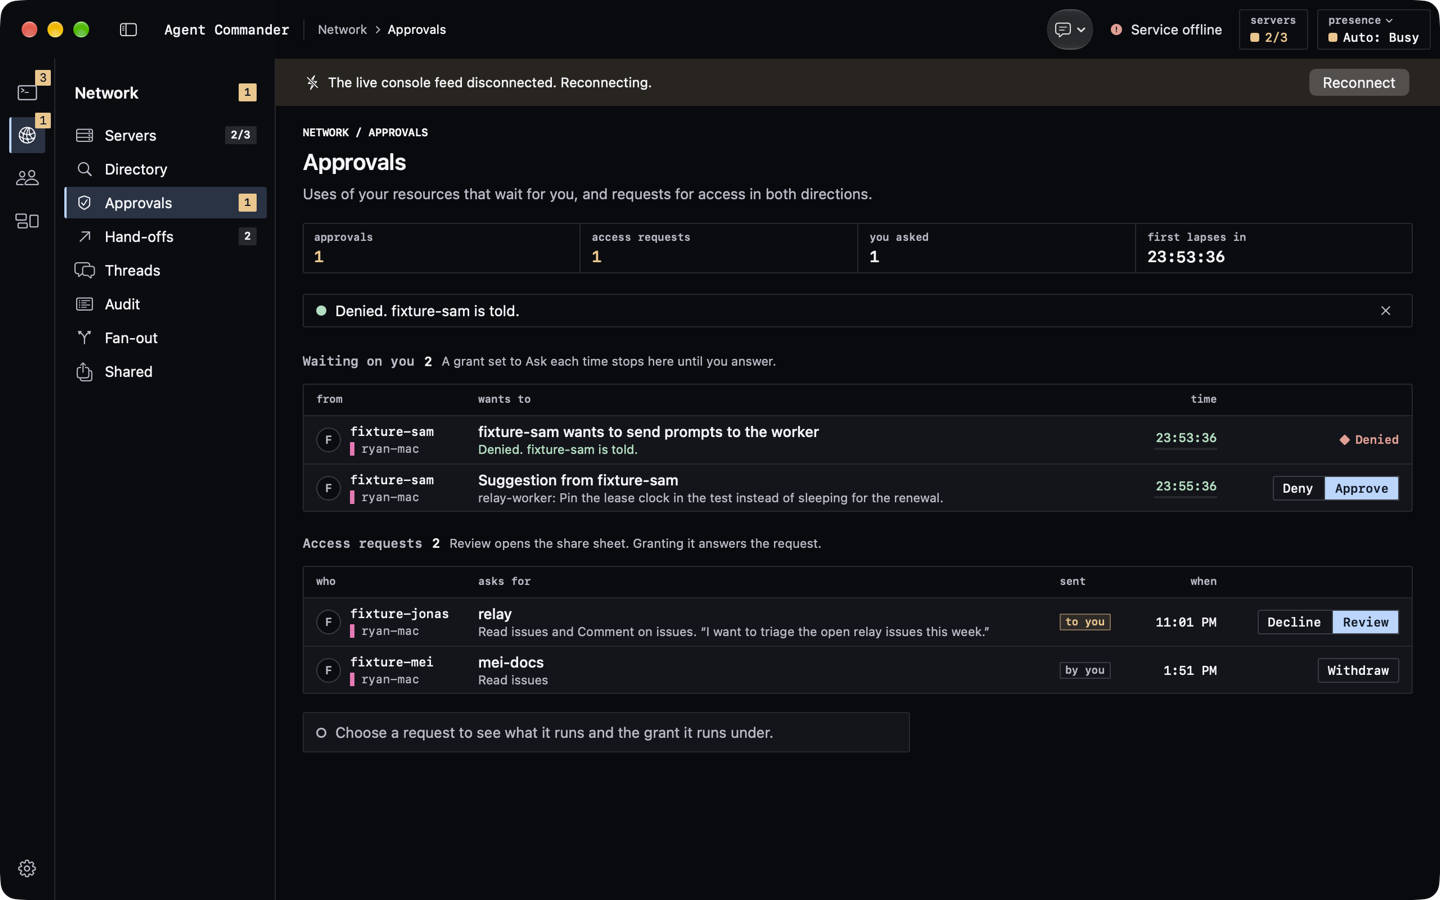 Agent Commander
Network > Approvals
Service offline
servers
2/3
presence
Auto: Busy
3
1
Network
1
Servers
2/3
Directory
Approvals
1
Hand-offs
2
Threads
Audit
Fan-out
Shared
The live console feed disconnected. Reconnecting.
Reconnect
NETWORK / APPROVALS
Approvals
Uses of your resources that wait for you, and requests for access in both directions.
approvals
1
access requests
1
you asked
1
first lapses in
23:53:36
Denied. fixture-sam is told.
Waiting on you 2 A grant set to Ask each time stops here until you answer.
from wants to time
F
fixture-sam
ryan-mac
fixture-sam wants to send prompts to the worker
Denied. fixture-sam is told.
23:53:36
Denied
F
fixture-sam
ryan-mac
Suggestion from fixture-sam
relay-worker: Pin the lease clock in the test instead of sleeping for the renewal.
23:55:36
Deny
Approve
Access requests 2 Review opens the share sheet. Granting it answers the request.
who asks for sent when
F
fixture-jonas
ryan-mac
relay
Read issues and Comment on issues. “I want to triage the open relay issues this week.”
to you
11:01 PM
Decline
Review
F
fixture-mei
ryan-mac
mei-docs
Read issues
by you
1:51 PM
Withdraw
Choose a request to see what it runs and the grant it runs under.